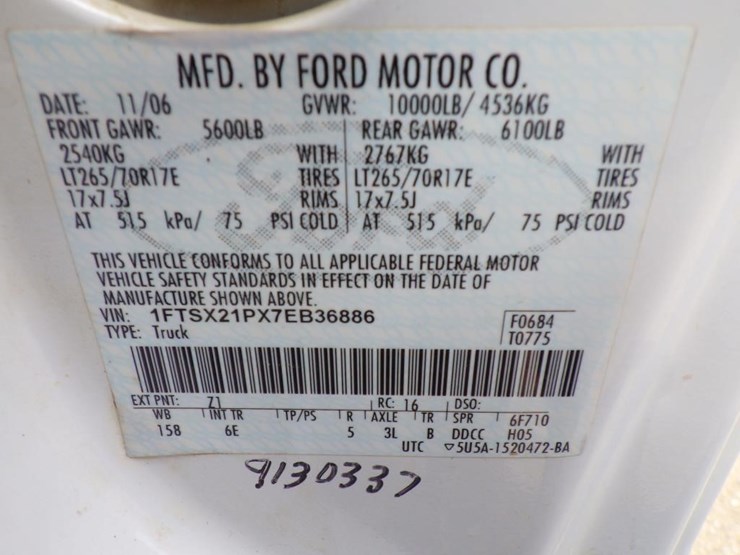 MFD. BY FORD MOTOR CO.
DATE: 11/06 GVWR: 10000LB/ 4536KG
FRONT GAWR: 5600LB REAR GAWR: 6100LB
2540KG WITH 2767KG WITH
LT265/70R17E TIRES LT265/70R17E TIRES
17x7.5J RIMS 17x7.5J RIMS
AT 515 kPa/ 75 PSI COLD AT 515 kPa/ 75 PSI COLD
THIS VEHICLE CONFORMS TO ALL APPLICABLE FEDERAL MOTOR
VEHICLE SAFETY STANDARDS IN EFFECT ON THE DATE OF
MANUFACTURE SHOWN ABOVE.
VIN: 1FTSX21PX7EB36886 F0684
TYPE: Truck T0775
EXT PNT: Z1 RC: 16 DSO:
WB INT TR TP/PS R AXLE TR SPR 6F710
158 6E 5 3L B DDCC H05
UTC ▽5U5A-1520472-BA
9130337